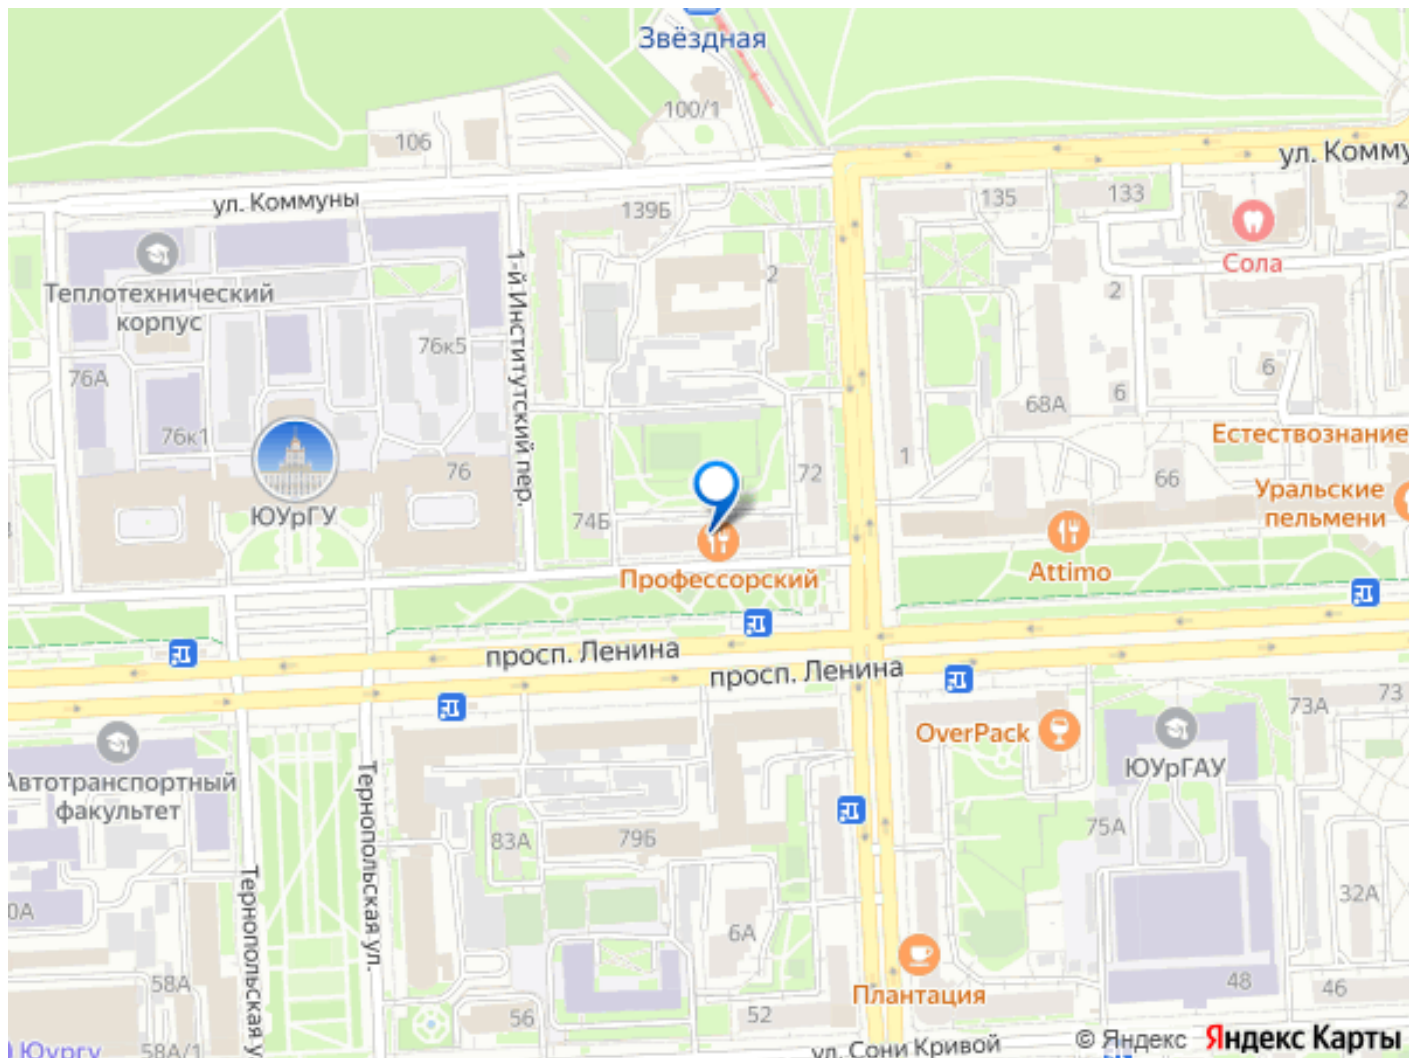 Звёздная
100/1
106
ул. Коммуны
ул. Комму
135
133
139Б
2
Сола
Теплотехнический
корпус
1-й Институтский пер.
2
2
76к5
76А
6
6
68А
76к1
Естествознание
1
76
72
66
Уральские
пельмени
ЮУрГУ
74Б
Attimo
Профессорский
просп. Ленина
просп. Ленина
73
73А
OverPack
ЮУрГАУ
Автотранспортный
факультет
Тернопольская ул.
83А
79Б
75А
32А
0А
Тернопольская у
6А
58А
Плантация
48
46
56
52
58А/1
Юургу
ул. Сони Кривой
© Яндекс Яндекс Карты